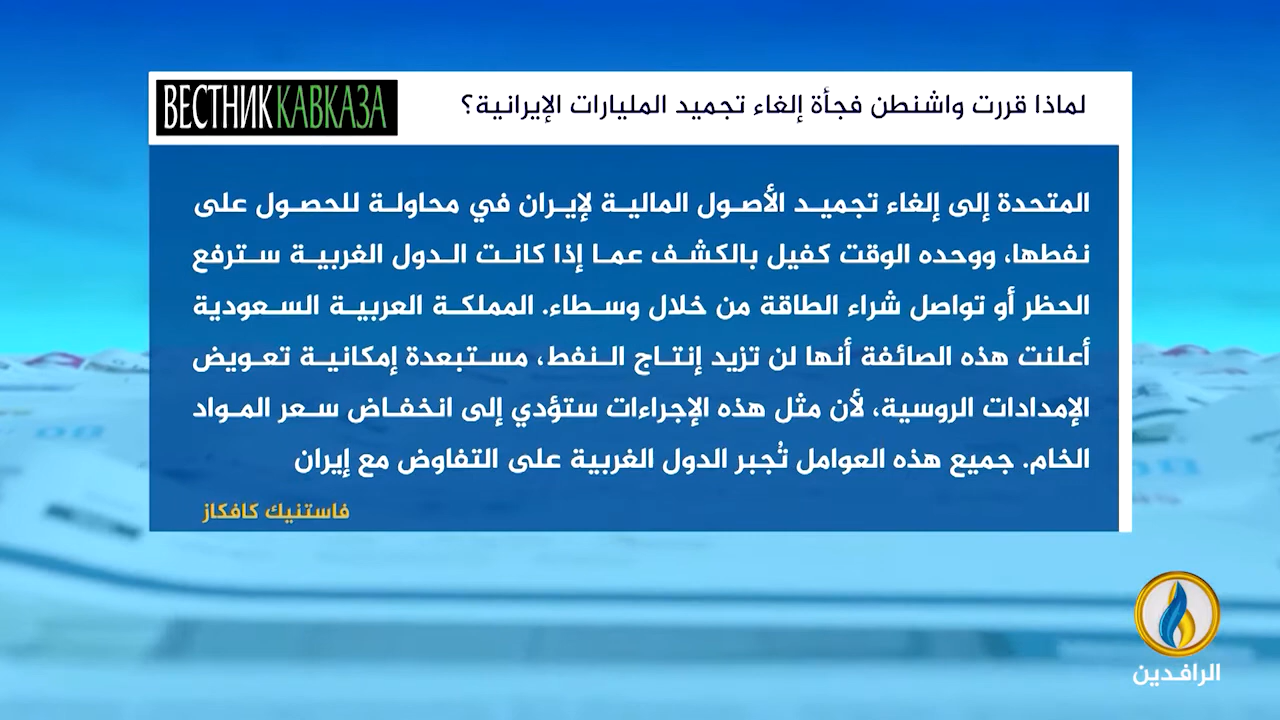 ВЕСТНИК КАВКАЗА
لماذا قررت واشنطن فجأة إلغاء تجميد المليارات الإيرانية؟
المتحدة إلى إلغاء تجميد الأصول المالية لإيران في محاولة للحصول على
نفطها، ووحده الوقت كفيل بالكشف عما إذا كانت الدول الغربية سترفع
الحظر أو تواصل شراء الطاقة من خلال وسطاء. المملكة العربية السعودية
أعلنت هذه الصائفة أنها لن تزيد إنتاج النفط، مستبعدة إمكانية تعويض
الإمدادات الروسية، لأن مثل هذه الإجراءات ستؤدي إلى انخفاض سعر المواد
الخام. جميع هذه العوامل تُجبر الدول الغربية على التفاوض مع إيران
فاستنيك كافكاز
الرافدين